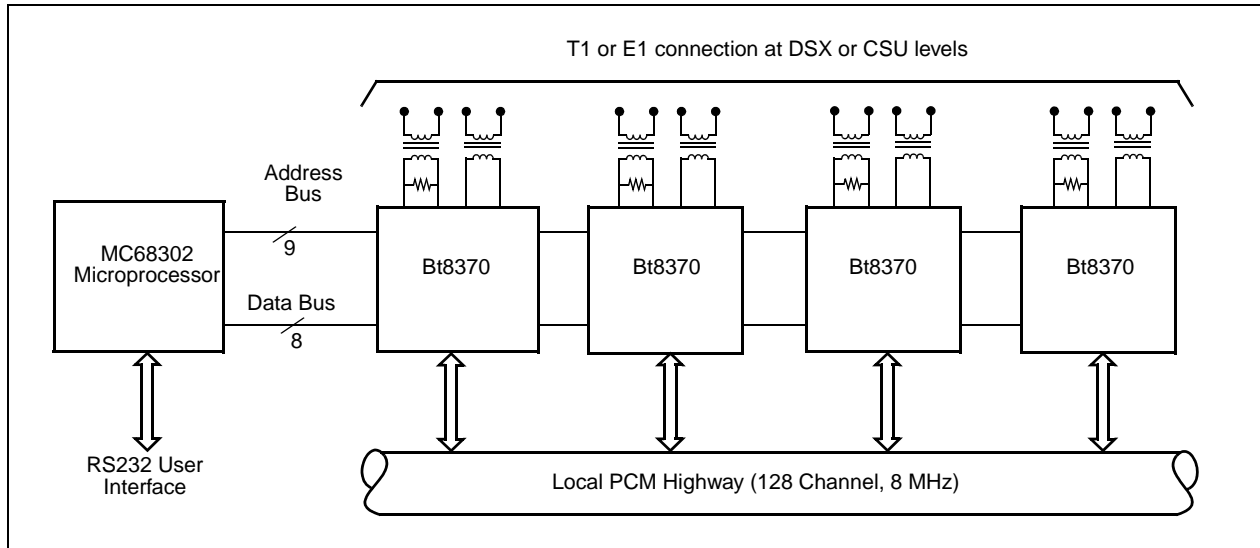 T1 or E1 connection at DSX or CSU levels
Address
Bus
9
MC68302
Microprocessor
Data Bus
8
Bt8370
Bt8370
Bt8370
Bt8370
RS232 User
Interface
Local PCM Highway (128 Channel, 8 MHz)